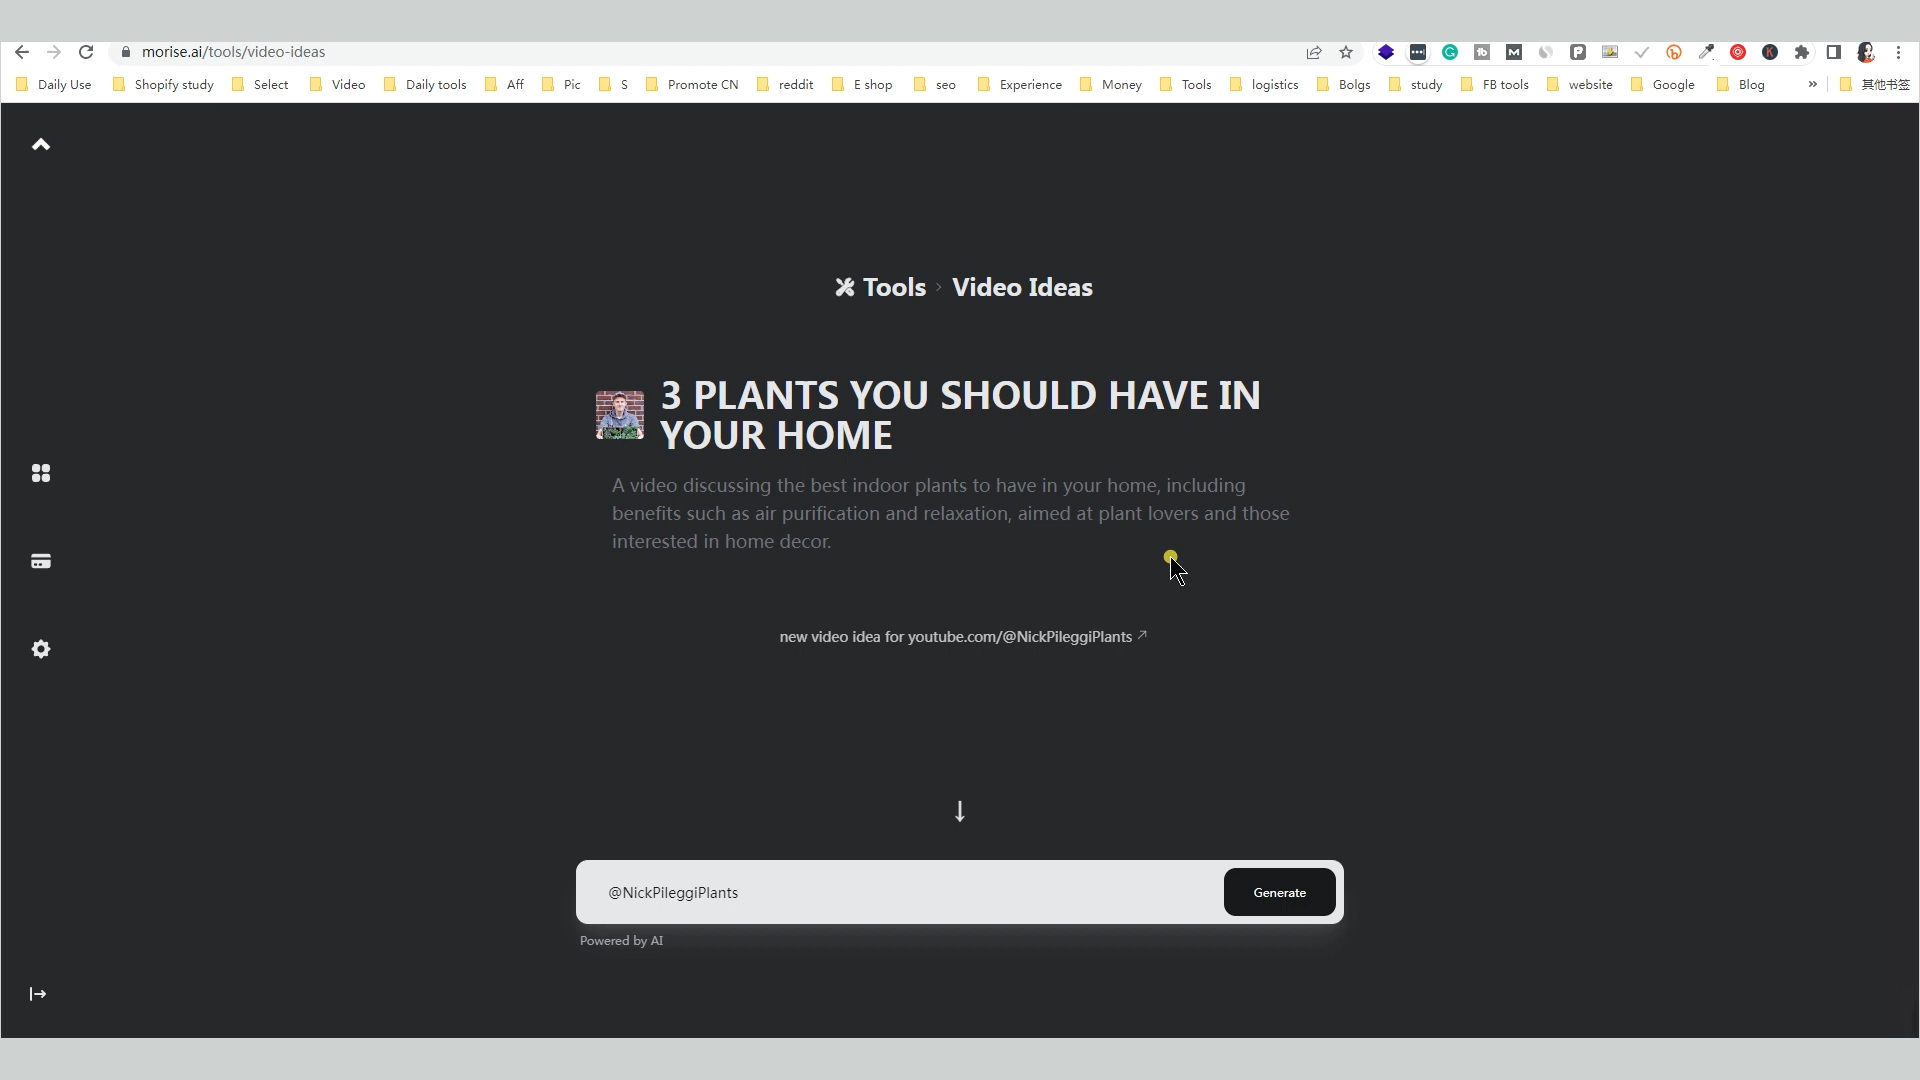 morise.ai/tools/video-ideas
Daily Use Shopify study Select Video Daily tools Aff Pic S Promote CN reddit E shop seo Experience Money Tools logistics Bolgs study FB tools website Google Blog » 其他书签
Tools › Video Ideas
3 PLANTS YOU SHOULD HAVE IN
YOUR HOME
A video discussing the best indoor plants to have in your home, including
benefits such as air purification and relaxation, aimed at plant lovers and those
interested in home decor.
new video idea for youtube.com/@NickPileggiPlants ↗
@NickPileggiPlants
Generate
Powered by AI